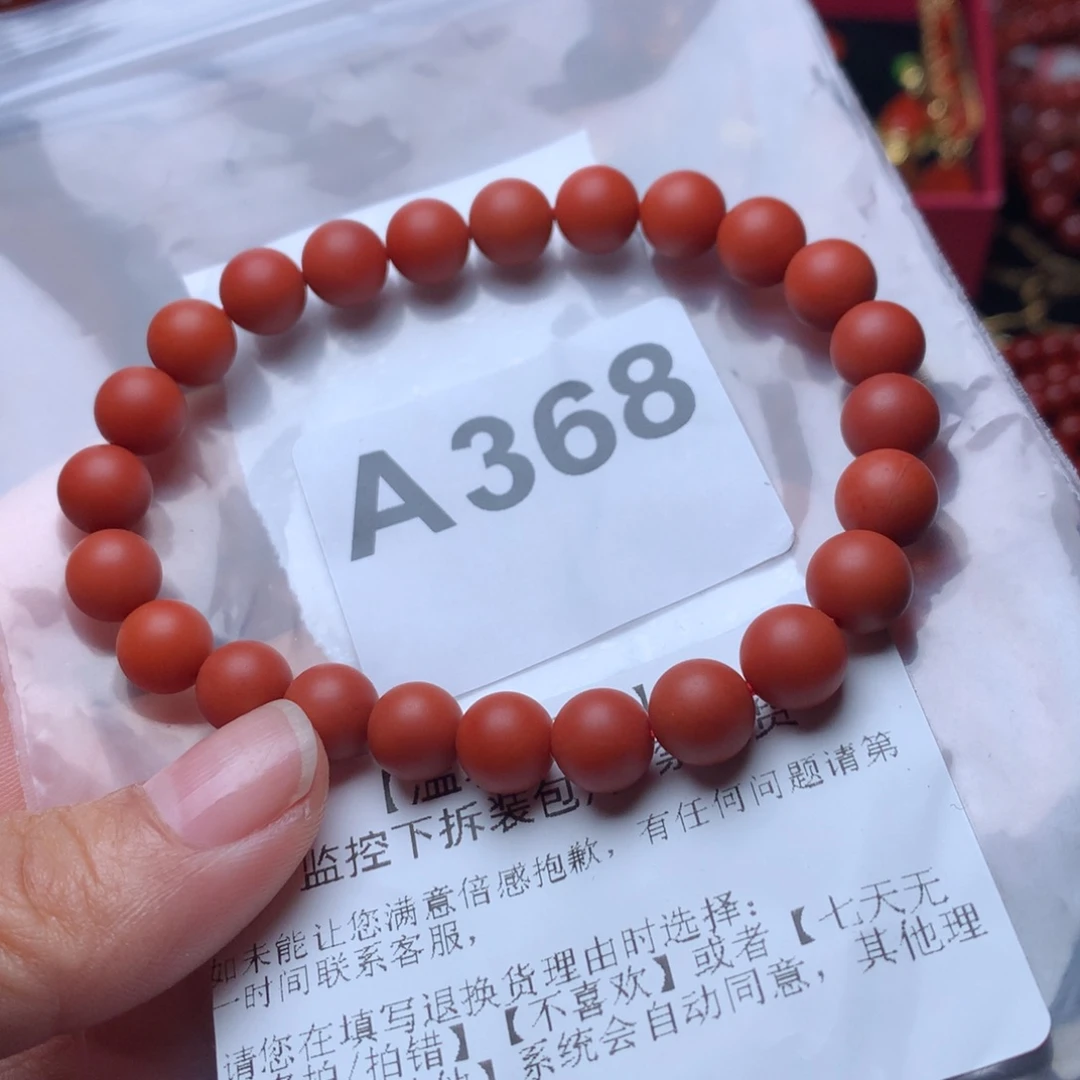 A368
监控下拆装包
如未能让您满意倍感抱歉，有任何问题请第
一时间联系客服，
请您在填写退换货理由时选择：
拍/拍错】【不喜欢】或者【七天无
】系统会自动同意，其他理